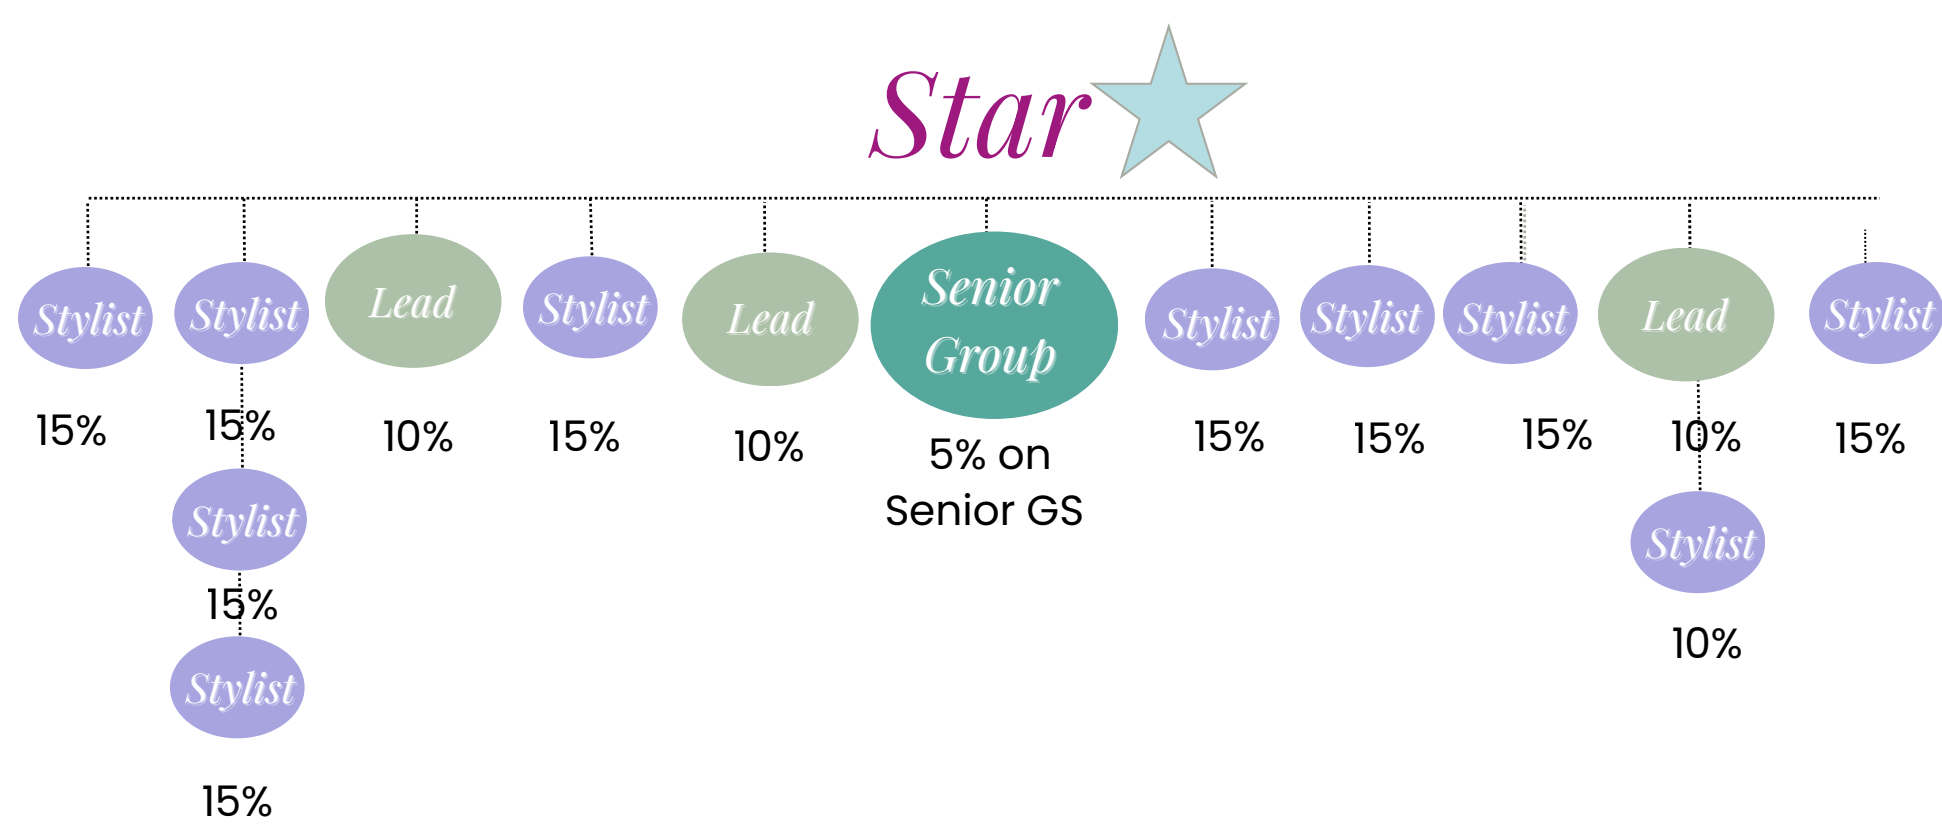 Star
Stylist
Stylist
Lead
Stylist
Lead
Senior
Group
Stylist
Stylist
Stylist
Lead
Stylist
15%
15%
10%
15%
10%
5% on
Senior GS
15%
15%
15%
10%
15%
Stylist
Stylist
15%
10%
Stylist
15%